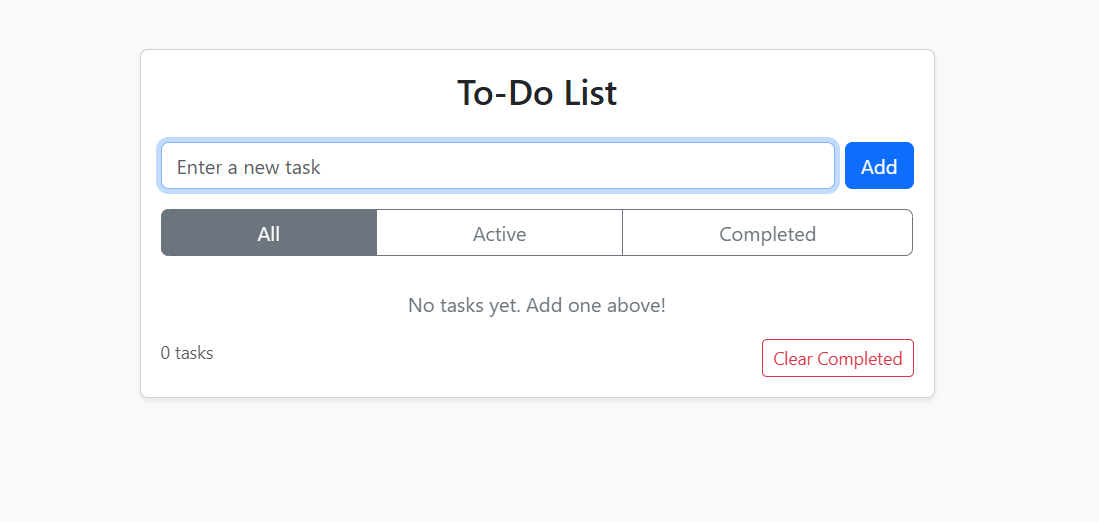 To-Do List
Enter a new task Add
All Active Completed
No tasks yet. Add one above!
0 tasks Clear Completed